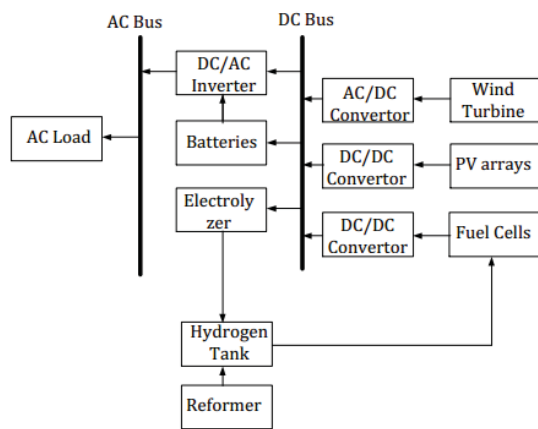 AC Bus
DC Bus
DC/AC
Inverter
AC/DC
Convertor
Wind
Turbine
AC Load
Batteries
DC/DC
Convertor
PV arrays
Electroly
zer
DC/DC
Convertor
Fuel Cells
Hydrogen
Tank
Reformer